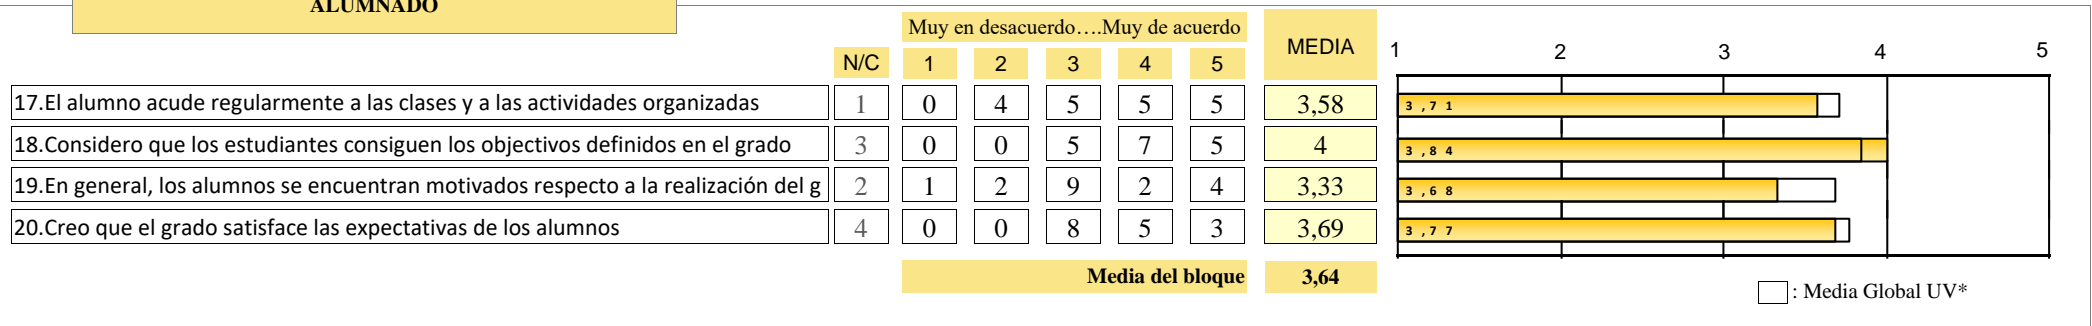 ALUMNADO
Muy en desacuerdo….Muy de acuerdo
MEDIA
1 2 3 4 5
N/C 1 2 3 4 5
17.El alumno acude regularmente a las clases y a las actividades organizadas 1 0 4 5 5 5 3,58 3,71
18.Considero que los estudiantes consiguen los objectivos definidos en el grado 3 0 0 5 7 5 4 3,84
19.En general, los alumnos se encuentran motivados respecto a la realización del g 2 1 2 9 2 4 3,33 3,68
20.Creo que el grado satisface las expectativas de los alumnos 4 0 0 8 5 3 3,69 3,77
Media del bloque 3,64
: Media Global UV*